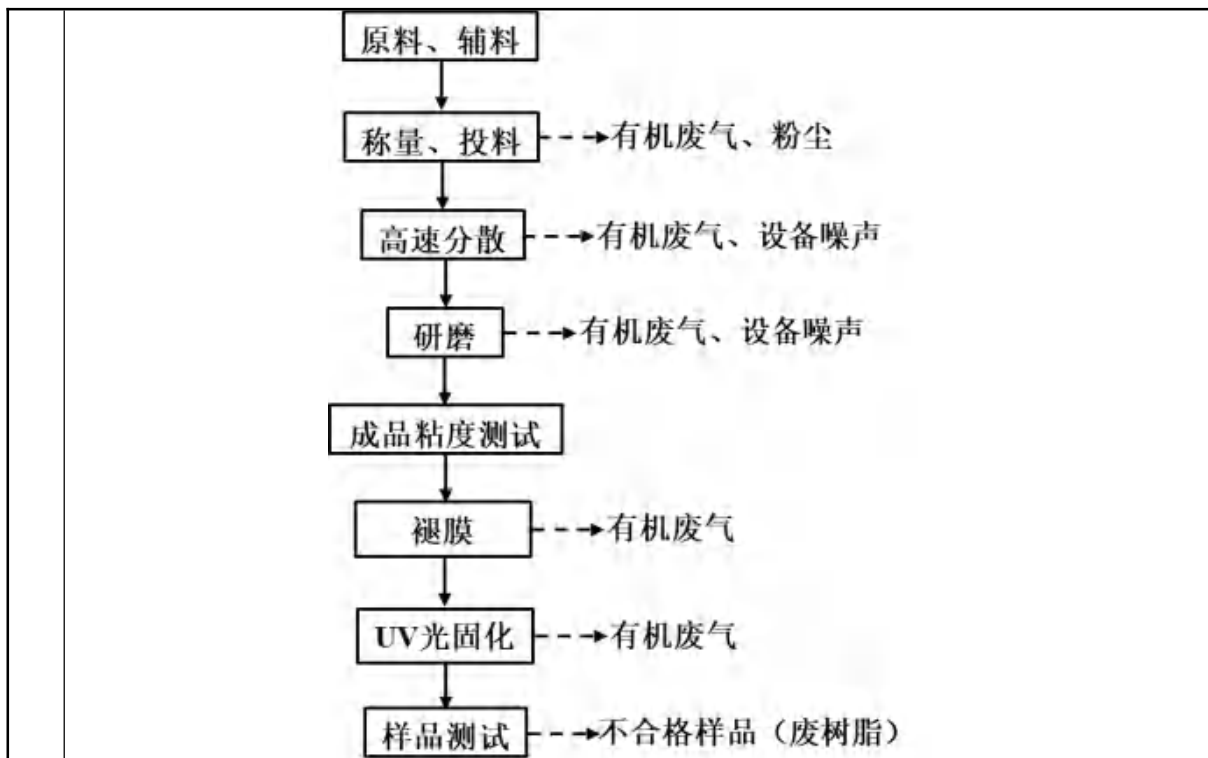 原料、辅料
称量、投料
有机废气、粉尘
高速分散
有机废气、设备噪声
研磨
有机废气、设备噪声
成品粘度测试
褪膜
有机废气
UV光固化
有机废气
样品测试
不合格样品（废树脂）